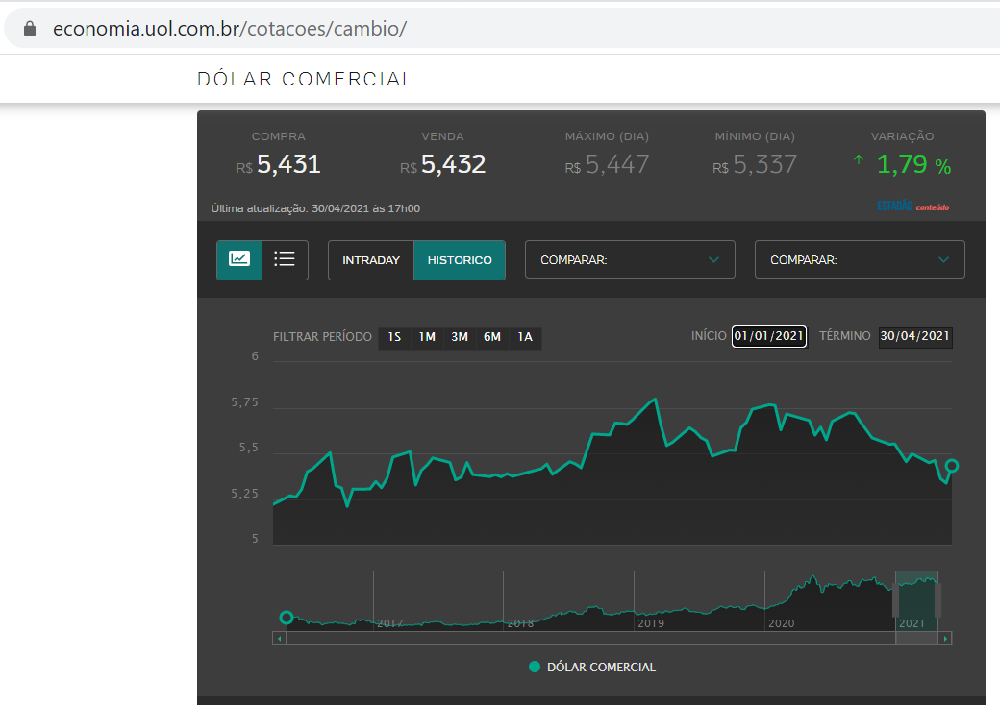 economia.uol.com.br/cotacoes/cambio/
DÓLAR COMERCIAL
COMPRA VENDA MÁXIMO (DIA) MÍNIMO (DIA) VARIAÇÃO
R$ 5,431 R$ 5,432 R$ 5,447 R$ 5,337 ↑ 1,79 %
Última atualização: 30/04/2021 às 17h00 ESTADÃO conteúdo
INTRADAY HISTÓRICO COMPARAR: COMPARAR:
FILTRAR PERÍODO 1S 1M 3M 6M 1A INÍCIO 01/01/2021 TÉRMINO 30/04/2021
6
5,75
5,5
5,25
5
2017 2018 2019 2020 2021
DÓLAR COMERCIAL